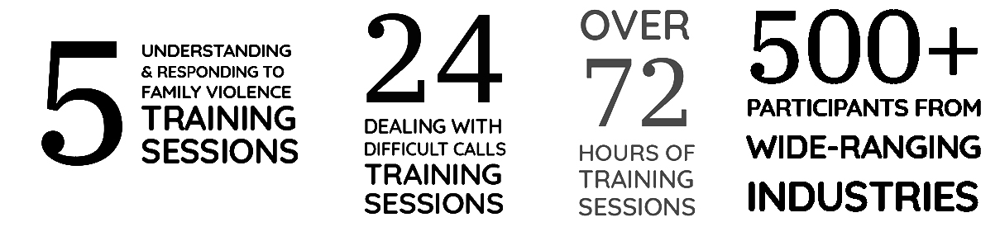 5
UNDERSTANDING
& RESPONDING TO
FAMILY VIOLENCE
TRAINING
SESSIONS
24
DEALING WITH
DIFFICULT CALLS
TRAINING
SESSIONS
OVER
72
HOURS OF
TRAINING
SESSIONS
500+
PARTICIPANTS FROM
WIDE-RANGING
INDUSTRIES